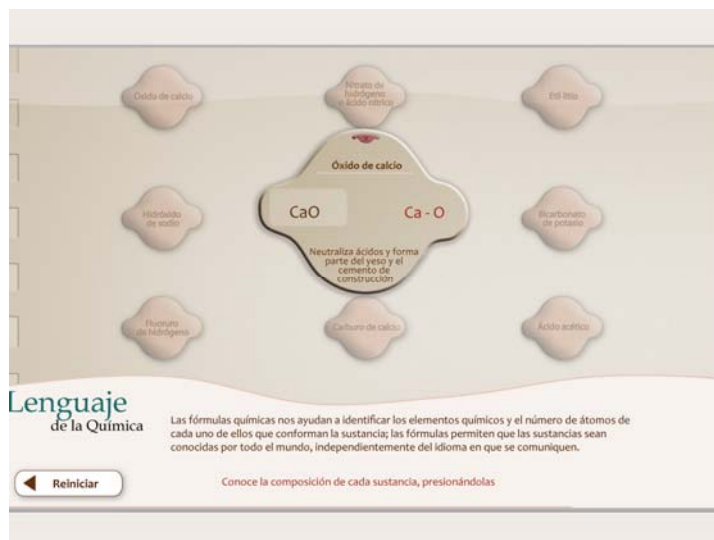 Óxido de calcio
Nitrato de
hidrógeno
o ácido nítrico
Etil litio
Óxido de calcio
CaO
Ca - O
Neutraliza ácidos y forma
parte del yeso y el
cemento de
construcción
Hidróxido
de sodio
Bicarbonato
de potasio
Fluoruro
de hidrógeno
Carburo de calcio
Ácido acético
Lenguaje
de la Química
Las fórmulas químicas nos ayudan a identificar los elementos químicos y el número de átomos de
cada uno de ellos que conforman la sustancia; las fórmulas permiten que las sustancias sean
conocidas por todo el mundo, independientemente del idioma en que se comuniquen.
Reiniciar
Conoce la composición de cada sustancia, presionándolas